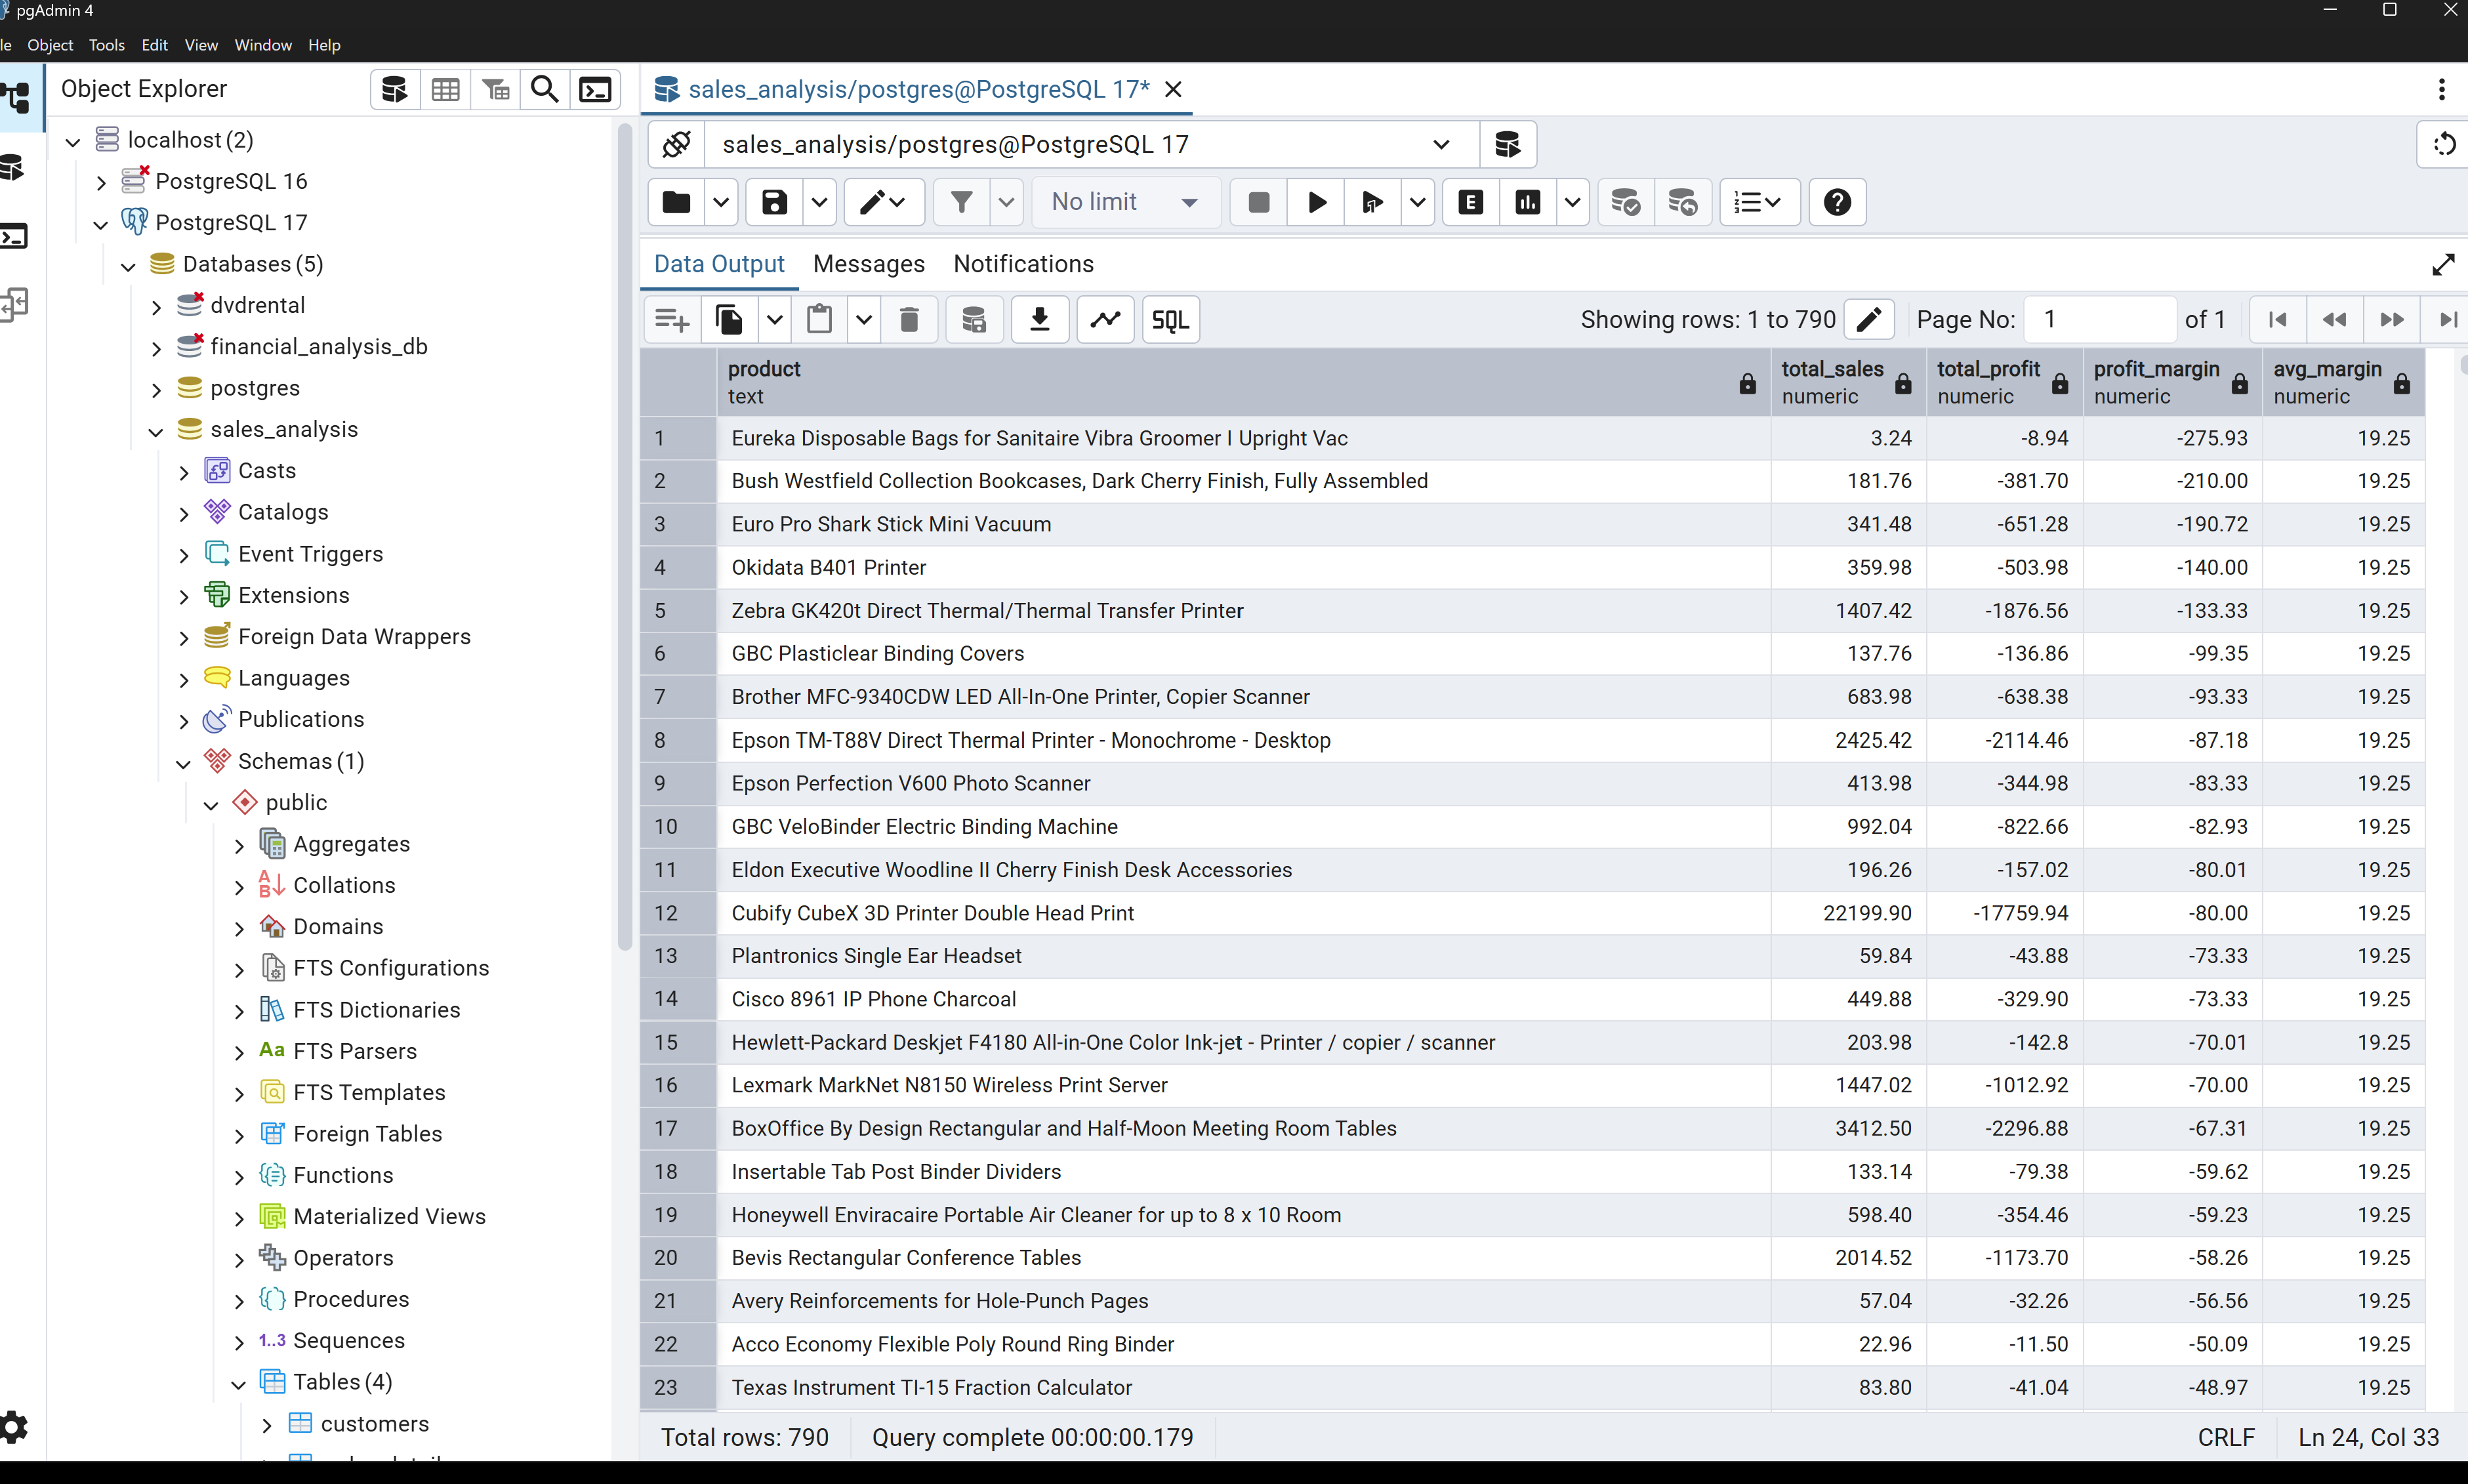 pgAdmin 4
le Object Tools Edit View Window Help
Object Explorer
localhost (2)
PostgreSQL 16
PostgreSQL 17
Databases (5)
dvdrental
financial_analysis_db
postgres
sales_analysis
Casts
Catalogs
Event Triggers
Extensions
Foreign Data Wrappers
Languages
Publications
Schemas (1)
public
Aggregates
Collations
Domains
FTS Configurations
FTS Dictionaries
Aa FTS Parsers
FTS Templates
Foreign Tables
Functions
Materialized Views
Operators
Procedures
1..3 Sequences
Tables (4)
customers
sales_analysis/postgres@PostgreSQL 17*
sales_analysis/postgres@PostgreSQL 17
No limit
E
Data Output Messages Notifications
SQL
Showing rows: 1 to 790 Page No: 1 of 1
product total_sales total_profit profit_margin avg_margin
text numeric numeric numeric numeric
1 Eureka Disposable Bags for Sanitaire Vibra Groomer I Upright Vac 3.24 -8.94 -275.93 19.25
2 Bush Westfield Collection Bookcases, Dark Cherry Finish, Fully Assembled 181.76 -381.70 -210.00 19.25
3 Euro Pro Shark Stick Mini Vacuum 341.48 -651.28 -190.72 19.25
4 Okidata B401 Printer 359.98 -503.98 -140.00 19.25
5 Zebra GK420t Direct Thermal/Thermal Transfer Printer 1407.42 -1876.56 -133.33 19.25
6 GBC Plasticlear Binding Covers 137.76 -136.86 -99.35 19.25
7 Brother MFC-9340CDW LED All-In-One Printer, Copier Scanner 683.98 -638.38 -93.33 19.25
8 Epson TM-T88V Direct Thermal Printer - Monochrome - Desktop 2425.42 -2114.46 -87.18 19.25
9 Epson Perfection V600 Photo Scanner 413.98 -344.98 -83.33 19.25
10 GBC VeloBinder Electric Binding Machine 992.04 -822.66 -82.93 19.25
11 Eldon Executive Woodline II Cherry Finish Desk Accessories 196.26 -157.02 -80.01 19.25
12 Cubify CubeX 3D Printer Double Head Print 22199.90 -17759.94 -80.00 19.25
13 Plantronics Single Ear Headset 59.84 -43.88 -73.33 19.25
14 Cisco 8961 IP Phone Charcoal 449.88 -329.90 -73.33 19.25
15 Hewlett-Packard Deskjet F4180 All-in-One Color Ink-jet - Printer / copier / scanner 203.98 -142.8 -70.01 19.25
16 Lexmark MarkNet N8150 Wireless Print Server 1447.02 -1012.92 -70.00 19.25
17 BoxOffice By Design Rectangular and Half-Moon Meeting Room Tables 3412.50 -2296.88 -67.31 19.25
18 Insertable Tab Post Binder Dividers 133.14 -79.38 -59.62 19.25
19 Honeywell Enviracaire Portable Air Cleaner for up to 8 x 10 Room 598.40 -354.46 -59.23 19.25
20 Bevis Rectangular Conference Tables 2014.52 -1173.70 -58.26 19.25
21 Avery Reinforcements for Hole-Punch Pages 57.04 -32.26 -56.56 19.25
22 Acco Economy Flexible Poly Round Ring Binder 22.96 -11.50 -50.09 19.25
23 Texas Instrument TI-15 Fraction Calculator 83.80 -41.04 -48.97 19.25
Total rows: 790 Query complete 00:00:00.179 CRLF Ln 24, Col 33